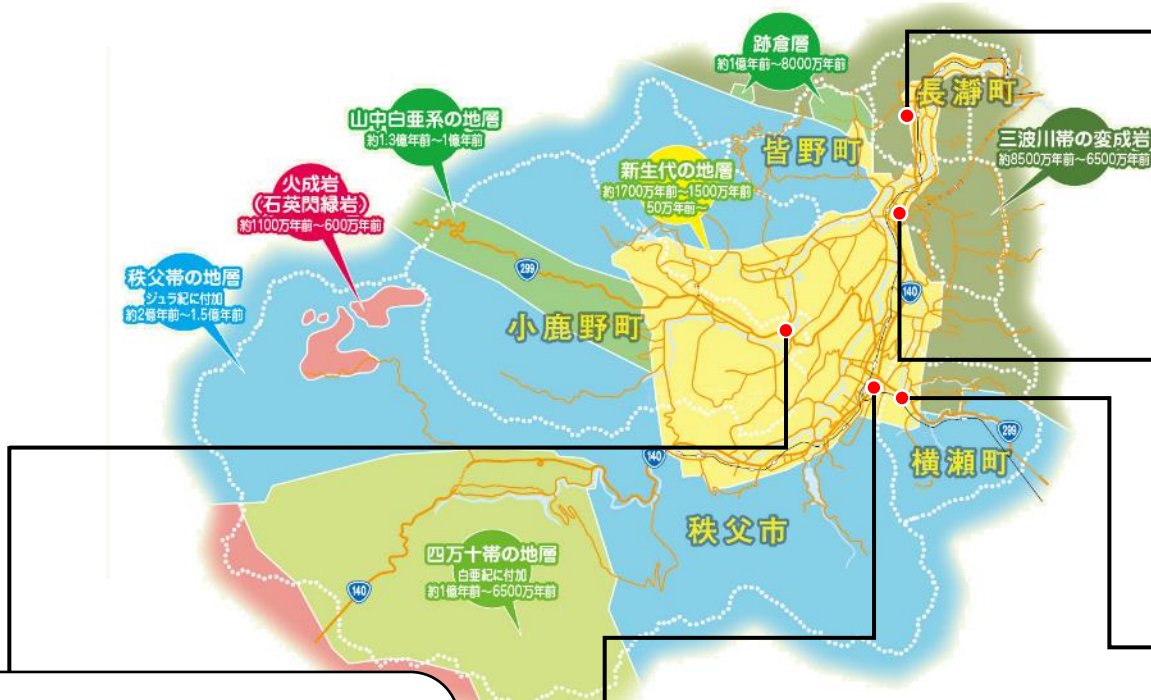 跡倉層
約1億年前～8000万年前
長瀞町
山中白亜系の地層
約1.3億年前～1億年前
皆野町
三波川帯の変成岩
約8500万年前～6500万年前
新生代の地層
約1700万年前～1500万年前
50万年前～
火成岩
(石英閃緑岩)
約1100万年前～600万年前
299
秩父帯の地層
ジュラ紀に付加
約2億年前～1.5億年前
140
小鹿野町
299
140
横瀬町
秩父市
四万十帯の地層
白亜紀に付加
約1億年前～6500万年前
140